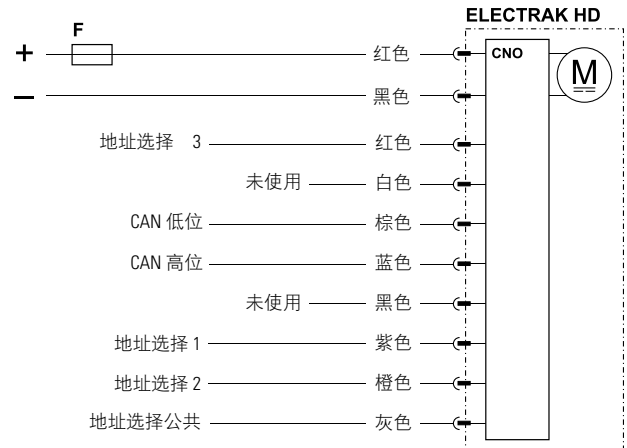 ELECTRAK HD
F
+ 红色 CNO
M
— 黑色
地址选择 3 红色
未使用 白色
CAN 低位 棕色
CAN 高位 蓝色
未使用 黑色
地址选择 1 紫色
地址选择 2 橙色
地址选择公共 灰色